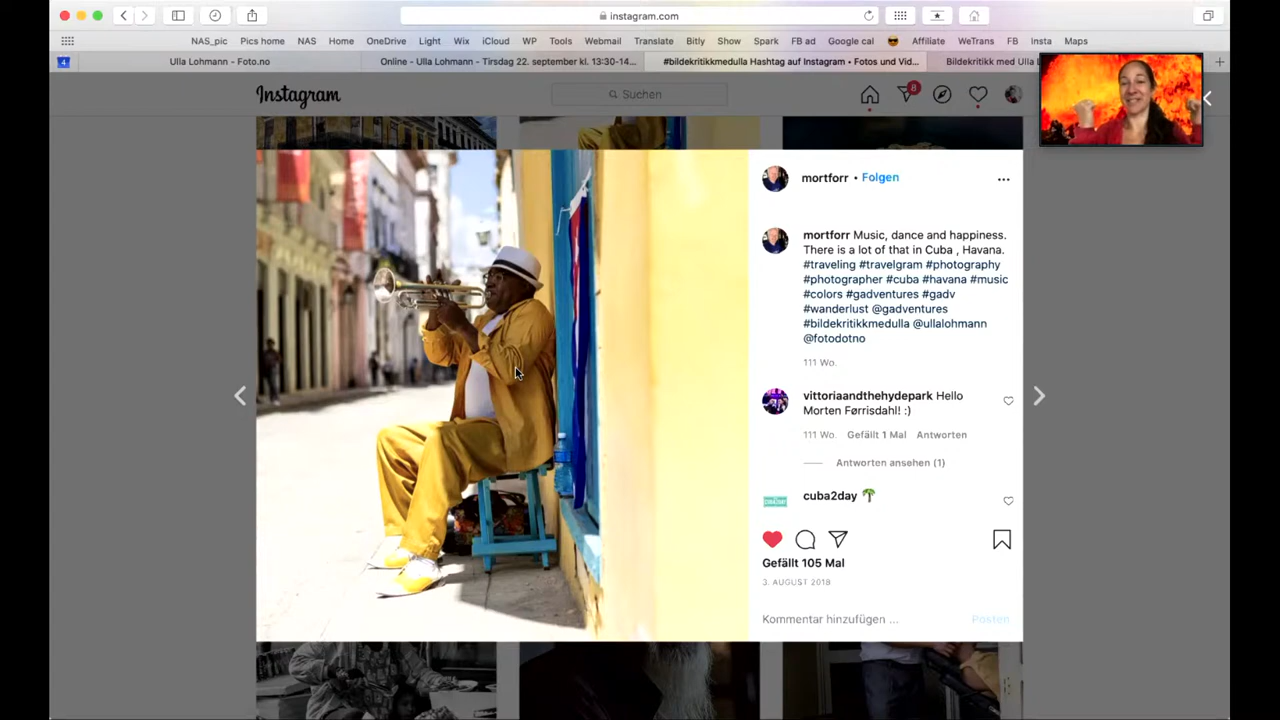 instagram.com
NAS_pic Pics home NAS Home OneDrive Light Wix iCloud WP Tools Webmail Translate Bitly Show Spark FB ad Google cal Affiliate WeTrans FB Insta Maps
4 Ulla Lohmann - Foto.no Online - Ulla Lohmann - Tirsdag 22. september kl. 13:30-14... #bildekritikkmedulla Hashtag auf Instagram • Fotos und Vid... Bildekritikk med Ulla L
Instagram
Suchen
8
mortforr • Folgen
mortforr Music, dance and happiness.
There is a lot of that in Cuba , Havana.
#traveling #travelgram #photography
#photographer #cuba #havana #music
#colors #gadventures #gadv
#wanderlust @gadventures
#bildekritikkmedulla @ullalohmann
@fotodotno
111 Wo.
vittoriaandthehydepark Hello
Morten Førrisdahl! :)
111 Wo. Gefällt 1 Mal Antworten
Antworten ansehen (1)
cuba2day
Gefällt 105 Mal
3. AUGUST 2018
Kommentar hinzufügen ...
Posten